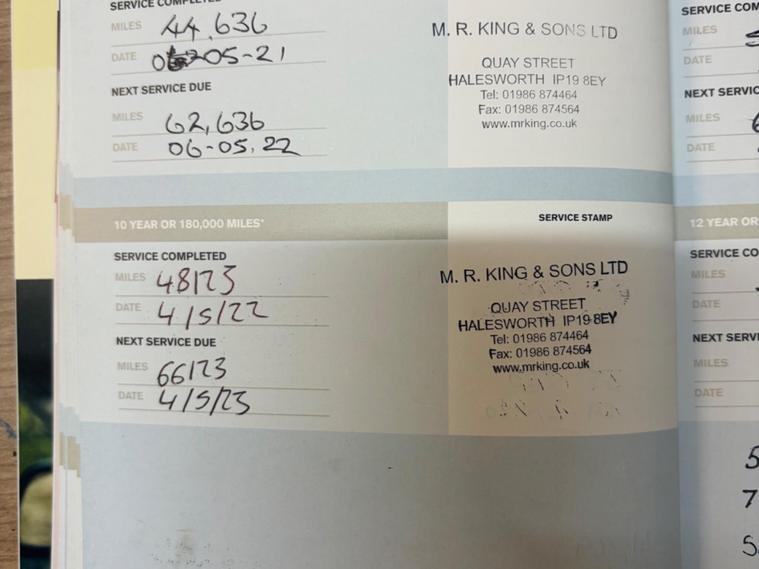 SERVICE COMPLETED
MILES 44,636
DATE 06-05-21
NEXT SERVICE DUE
MILES 62,636
DATE 06-05.22
M. R. KING & SONS LTD
QUAY STREET
HALESWORTH IP19 8EY
Tel: 01986 874464
Fax: 01986 874564
www.mrking.co.uk
10 YEAR OR 180,000 MILES*
SERVICE STAMP
SERVICE COMPLETED
MILES 48123
DATE 4/5/22
NEXT SERVICE DUE
MILES 66123
DATE 4/5/23
M. R. KING & SONS LTD
QUAY STREET
HALESWORTH IP19 8EY
Tel: 01986 874464
Fax: 01986 874564
www.mrking.co.uk
SERVICE COM
MILES
DATE
NEXT SERVIC
MILES
DATE
12 YEAR OR
SERVICE CO
MILES
DATE
NEXT SERVI
MILES
DATE
5
7